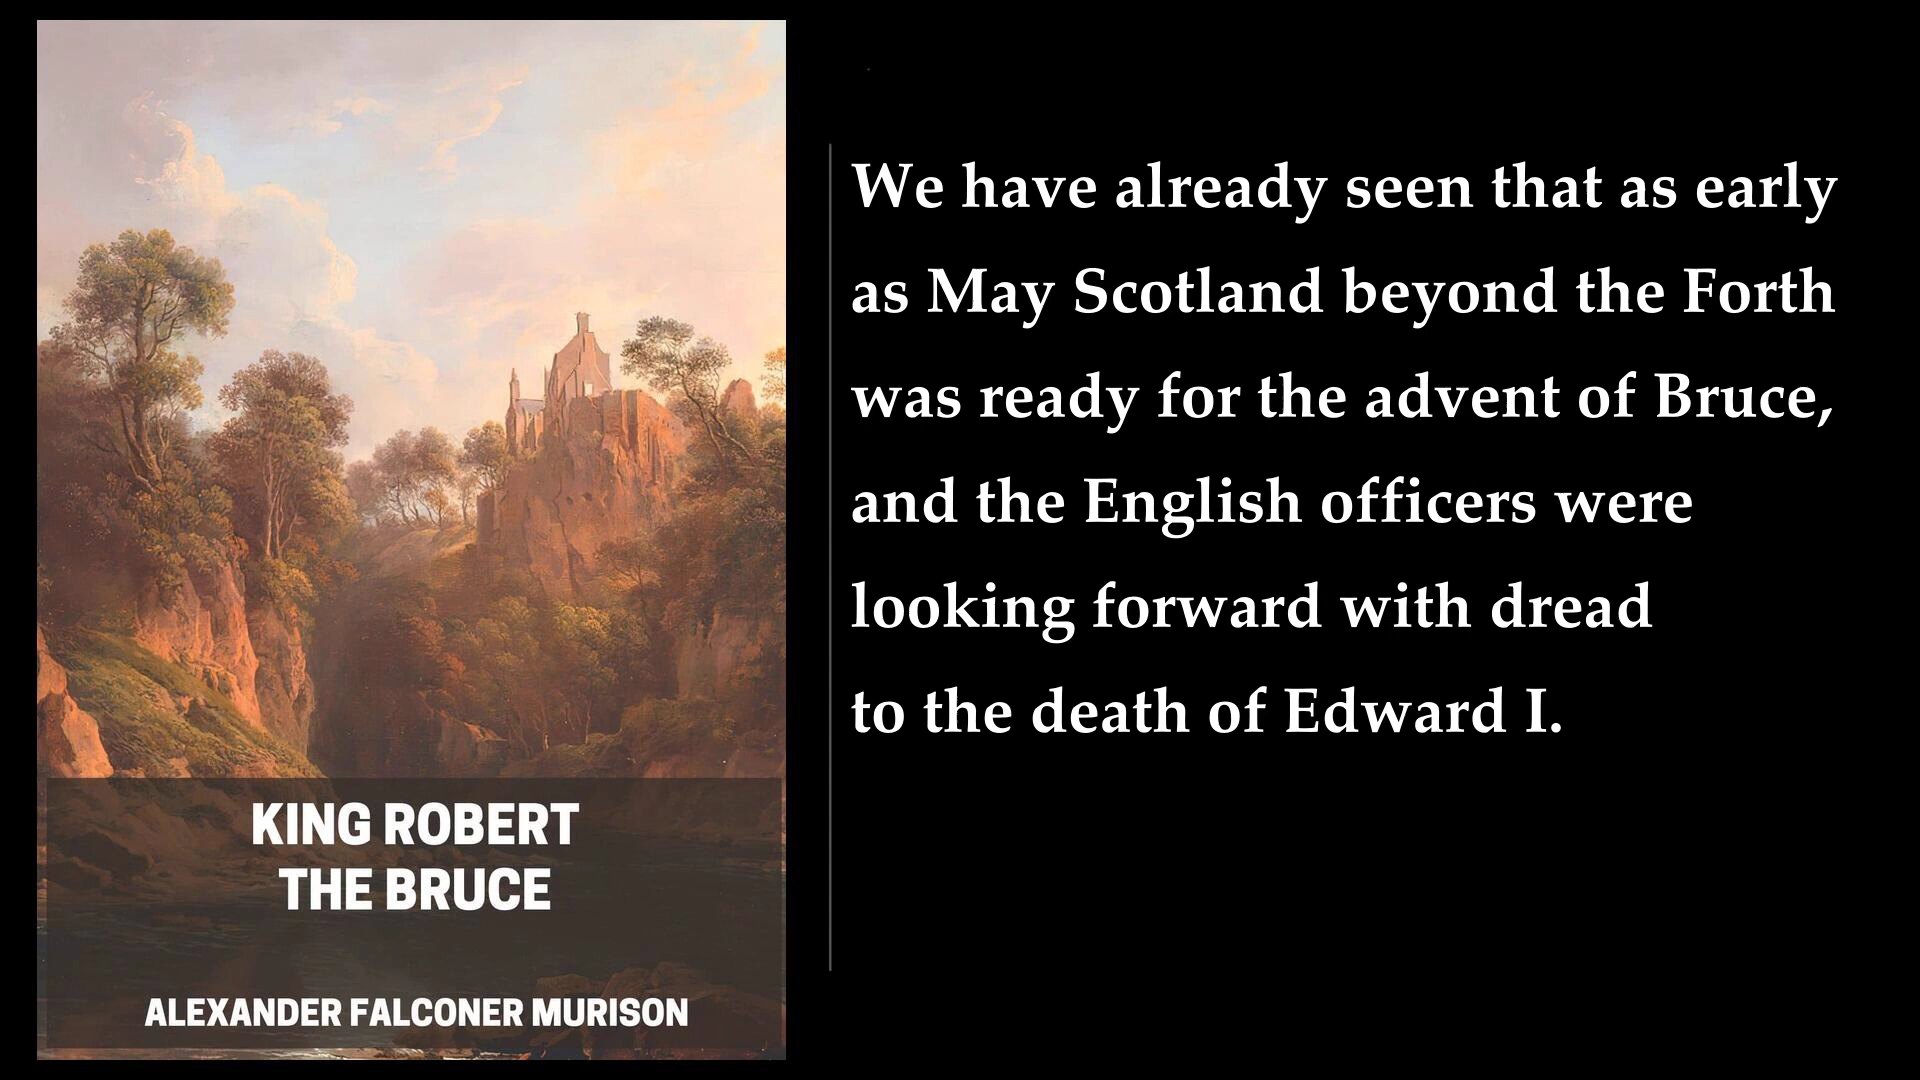 We have already seen that as early
as May Scotland beyond the Forth
was ready for the advent of Bruce,
and the English officers were
looking forward with dread
to the death of Edward I.
KING ROBERT
THE BRUCE
ALEXANDER FALCONER MURISON